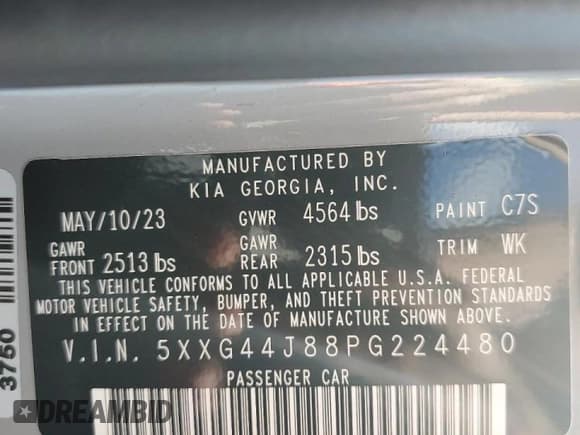 MANUFACTURED BY
KIA GEORGIA, INC.
MAY/10/23 GVWR 4564 lbs PAINT C7S
GAWR FRONT 2513 lbs GAWR REAR 2315 lbs TRIM WK
THIS VEHICLE CONFORMS TO ALL APPLICABLE U.S.A. FEDERAL
MOTOR VEHICLE SAFETY, BUMPER, AND THEFT PREVENTION STANDARDS
IN EFFECT ON THE DATE OF MANUFACTURE SHOWN ABOVE.
V.I.N. 5XXG44J88PG224480
PASSENGER CAR
3750
DREAMBID